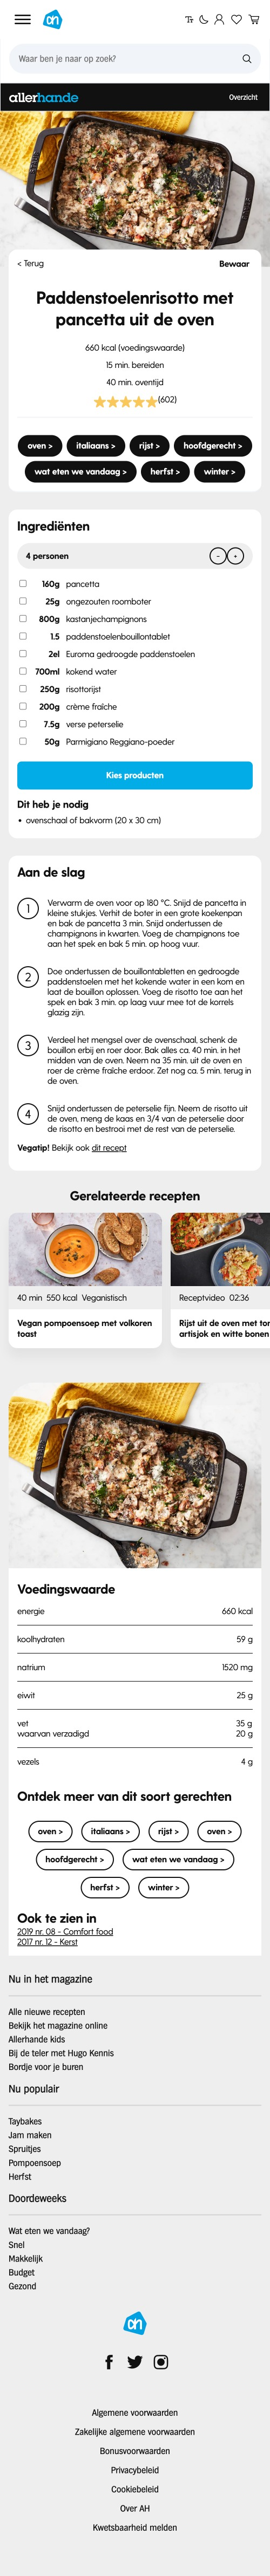 ah
Tr
Waar ben je naar op zoek?
allerhande
Overzicht
< Terug
Bewaar
Paddenstoelenrisotto met
pancetta uit de oven
660 kcal (voedingswaarde)
15 min. bereiden
40 min. oventijd
(602)
oven >
italiaans >
rijst >
hoofdgerecht >
wat eten we vandaag >
herfst >
winter >
Ingrediënten
4 personen
-
+
160g pancetta
25g ongezouten roomboter
800g kastanjechampignons
1.5 paddenstoelenbouillontablet
2el Euroma gedroogde paddenstoelen
700ml kokend water
250g risottorijst
200g crème fraîche
7.5g verse peterselie
50g Parmigiano Reggiano-poeder
Kies producten
Dit heb je nodig
• ovenschaal of bakvorm (20 x 30 cm)
Aan de slag
1
Verwarm de oven voor op 180 °C. Snijd de pancetta in
kleine stukjes. Verhit de boter in een grote koekenpan
en bak de pancetta 3 min. Snijd ondertussen de
champignons in kwarten. Voeg de champignons toe
aan het spek en bak 5 min. op hoog vuur.
2
Doe ondertussen de bouillontabletten en gedroogde
paddenstoelen met het kokende water in een kom en
laat de bouillon oplossen. Voeg de risotto toe aan het
spek en bak 3 min. op laag vuur mee tot de korrels
glazig zijn.
3
Verdeel het mengsel over de ovenschaal, schenk de
bouillon erbij en roer door. Bak alles ca. 40 min. in het
midden van de oven. Neem na 35 min. uit de oven en
roer de crème fraîche erdoor. Zet nog ca. 5 min. terug in
de oven.
4
Snijd ondertussen de peterselie fijn. Neem de risotto uit
de oven, meng de kaas en 3/4 van de peterselie door
de risotto en bestrooi met de rest van de peterselie.
Vegatip! Bekijk ook dit recept
Gerelateerde recepten
40 min 550 kcal Veganistisch
Vegan pompoensoep met volkoren
toast
Receptvideo 02:36
Rijst uit de oven met tor
artisjok en witte bonen
Voedingswaarde
energie 660 kcal
koolhydraten 59 g
natrium 1520 mg
eiwit 25 g
vet 35 g
waarvan verzadigd 20 g
vezels 4 g
Ontdek meer van dit soort gerechten
oven >
italiaans >
rijst >
oven >
hoofdgerecht >
wat eten we vandaag >
herfst >
winter >
Ook te zien in
2019 nr. 08 - Comfort food
2017 nr. 12 - Kerst
Nu in het magazine
Alle nieuwe recepten
Bekijk het magazine online
Allerhande kids
Bij de teler met Hugo Kennis
Bordje voor je buren
Nu populair
Taybakes
Jam maken
Spruitjes
Pompoensoep
Herfst
Doordeweeks
Wat eten we vandaag?
Snel
Makkelijk
Budget
Gezond
ah
Algemene voorwaarden
Zakelijke algemene voorwaarden
Bonusvoorwaarden
Privacybeleid
Cookiebeleid
Over AH
Kwetsbaarheid melden